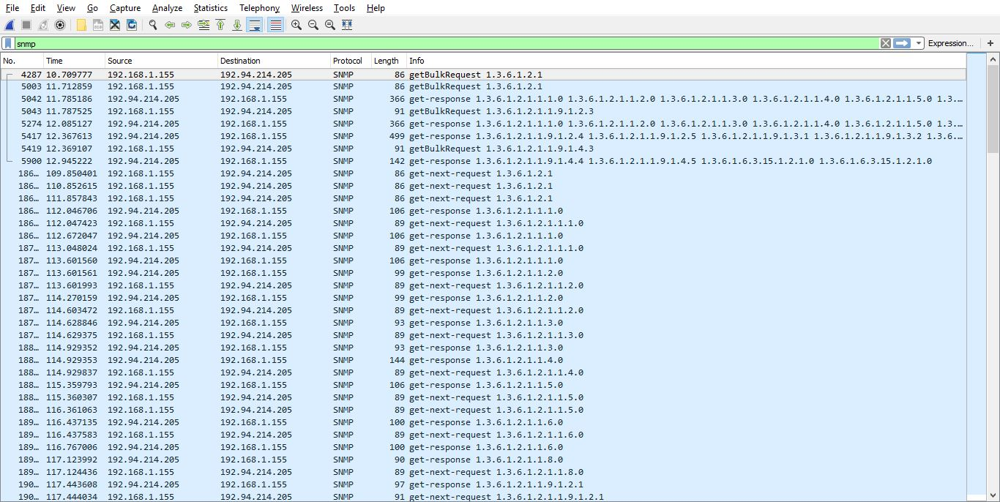 File Edit View Go Capture Analyze Statistics Telephony Wireless Tools Help
snmp Expression... +
No. Time Source Destination Protocol Length Info
4287 10.709777 192.168.1.155 192.94.214.205 SNMP 86 getBulkRequest 1.3.6.1.2.1
5003 11.712859 192.168.1.155 192.94.214.205 SNMP 86 getBulkRequest 1.3.6.1.2.1
5042 11.785186 192.94.214.205 192.168.1.155 SNMP 366 get-response 1.3.6.1.2.1.1.1.0 1.3.6.1.2.1.1.2.0 1.3.6.1.2.1.1.3.0 1.3.6.1.2.1.1.4.0 1.3.6.1.2.1.1.5.0 1.3.…
5043 11.787525 192.168.1.155 192.94.214.205 SNMP 91 getBulkRequest 1.3.6.1.2.1.1.9.1.2.3
5274 12.085127 192.94.214.205 192.168.1.155 SNMP 366 get-response 1.3.6.1.2.1.1.1.0 1.3.6.1.2.1.1.2.0 1.3.6.1.2.1.1.3.0 1.3.6.1.2.1.1.4.0 1.3.6.1.2.1.1.5.0 1.3.…
5417 12.367613 192.94.214.205 192.168.1.155 SNMP 499 get-response 1.3.6.1.2.1.1.9.1.2.4 1.3.6.1.2.1.1.9.1.2.5 1.3.6.1.2.1.1.9.1.3.1 1.3.6.1.2.1.1.9.1.3.2 1.3.6…
5419 12.369107 192.168.1.155 192.94.214.205 SNMP 91 getBulkRequest 1.3.6.1.2.1.1.9.1.4.3
5900 12.945222 192.94.214.205 192.168.1.155 SNMP 142 get-response 1.3.6.1.2.1.1.9.1.4.4 1.3.6.1.2.1.1.9.1.4.5 1.3.6.1.6.3.15.1.2.1.0 1.3.6.1.6.3.15.1.2.1.0
186… 109.850401 192.168.1.155 192.94.214.205 SNMP 86 get-next-request 1.3.6.1.2.1
186… 110.852615 192.168.1.155 192.94.214.205 SNMP 86 get-next-request 1.3.6.1.2.1
186… 111.857843 192.168.1.155 192.94.214.205 SNMP 86 get-next-request 1.3.6.1.2.1
186… 112.046706 192.94.214.205 192.168.1.155 SNMP 106 get-response 1.3.6.1.2.1.1.1.0
186… 112.047423 192.168.1.155 192.94.214.205 SNMP 89 get-next-request 1.3.6.1.2.1.1.1.0
186… 112.672047 192.94.214.205 192.168.1.155 SNMP 106 get-response 1.3.6.1.2.1.1.1.0
187… 113.048024 192.168.1.155 192.94.214.205 SNMP 89 get-next-request 1.3.6.1.2.1.1.1.0
187… 113.601560 192.94.214.205 192.168.1.155 SNMP 106 get-response 1.3.6.1.2.1.1.1.0
187… 113.601561 192.94.214.205 192.168.1.155 SNMP 99 get-response 1.3.6.1.2.1.1.2.0
187… 113.601993 192.168.1.155 192.94.214.205 SNMP 89 get-next-request 1.3.6.1.2.1.1.2.0
187… 114.270159 192.94.214.205 192.168.1.155 SNMP 99 get-response 1.3.6.1.2.1.1.2.0
187… 114.603472 192.168.1.155 192.94.214.205 SNMP 89 get-next-request 1.3.6.1.2.1.1.2.0
187… 114.628846 192.94.214.205 192.168.1.155 SNMP 93 get-response 1.3.6.1.2.1.1.3.0
187… 114.629375 192.168.1.155 192.94.214.205 SNMP 89 get-next-request 1.3.6.1.2.1.1.3.0
188… 114.929352 192.94.214.205 192.168.1.155 SNMP 93 get-response 1.3.6.1.2.1.1.3.0
188… 114.929353 192.94.214.205 192.168.1.155 SNMP 144 get-response 1.3.6.1.2.1.1.4.0
188… 114.929837 192.168.1.155 192.94.214.205 SNMP 89 get-next-request 1.3.6.1.2.1.1.4.0
188… 115.359793 192.94.214.205 192.168.1.155 SNMP 106 get-response 1.3.6.1.2.1.1.5.0
188… 115.360307 192.168.1.155 192.94.214.205 SNMP 89 get-next-request 1.3.6.1.2.1.1.5.0
188… 116.361063 192.168.1.155 192.94.214.205 SNMP 89 get-next-request 1.3.6.1.2.1.1.5.0
189… 116.437135 192.94.214.205 192.168.1.155 SNMP 100 get-response 1.3.6.1.2.1.1.6.0
189… 116.437583 192.168.1.155 192.94.214.205 SNMP 89 get-next-request 1.3.6.1.2.1.1.6.0
189… 116.767006 192.94.214.205 192.168.1.155 SNMP 100 get-response 1.3.6.1.2.1.1.6.0
189… 117.123992 192.94.214.205 192.168.1.155 SNMP 90 get-response 1.3.6.1.2.1.1.8.0
189… 117.124436 192.168.1.155 192.94.214.205 SNMP 89 get-next-request 1.3.6.1.2.1.1.8.0
190… 117.443608 192.94.214.205 192.168.1.155 SNMP 97 get-response 1.3.6.1.2.1.1.9.1.2.1
190… 117.444034 192.168.1.155 192.94.214.205 SNMP 91 get-next-request 1.3.6.1.2.1.1.9.1.2.1